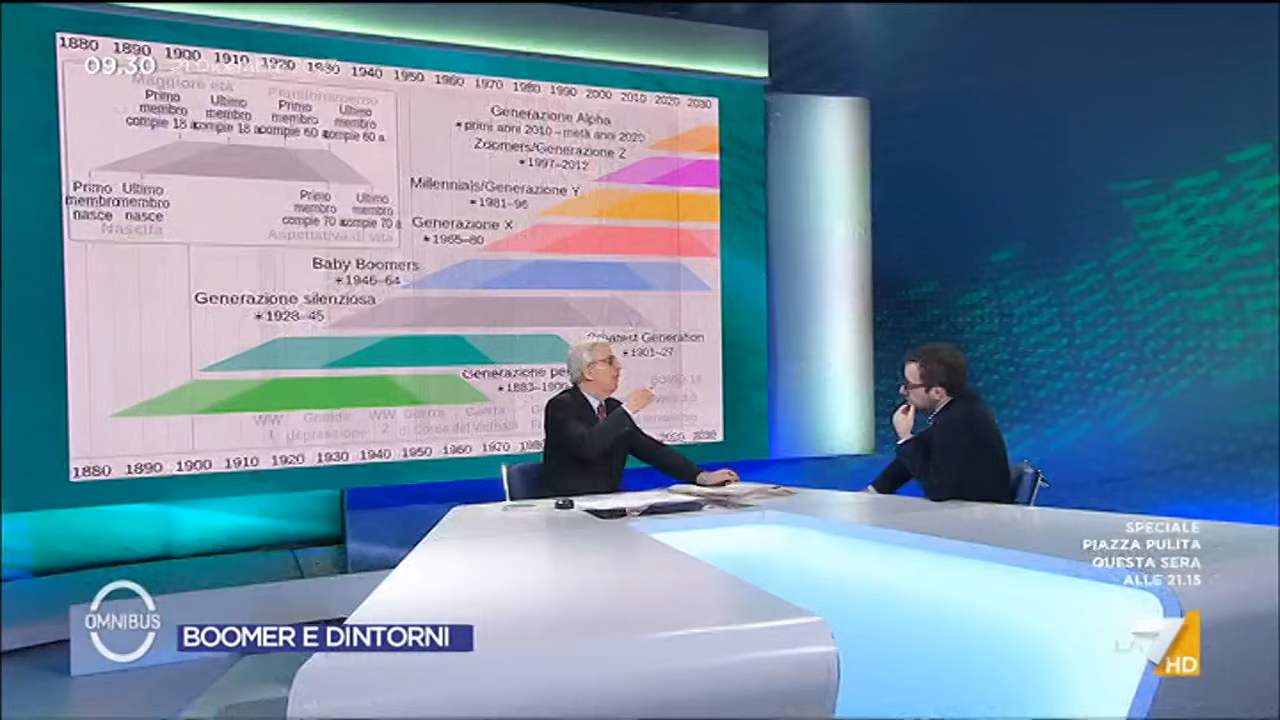 1880 1890 1900 1910 1920 1930 1940 1950 1960 1970 1980 1990 2000 2010 2020 2030
09.30
Maggiore età Pensionamento
Primo membro compie 18 a.
Ultimo membro compie 18 a.
Primo membro compie 60 a.
Ultimo membro compie 60 a.
Primo membro nasce
Ultimo membro nasce
Primo membro compie 70 a.
Ultimo membro compie 70 a.
Nascita Aspettativa di vita
Generazione Alpha
* primi anni 2010 – metà anni 2020
Zoomers/Generazione Z
* 1997–2012
Millennials/Generazione Y
* 1981–96
Generazione X
* 1965–80
Baby Boomers
* 1946–64
Generazione silenziosa
* 1928–45
Greatest Generation
* 1901–27
Generazione pe
* 1883–1900
WW 1
Grande depressione
WW 2
Guerra di Corea
Guerra del Vietnam
1880 1890 1900 1910 1920 1930 1940 1950 1960 1970 2020 2030
SPECIALE
PIAZZA PULITA
QUESTA SERA
ALLE 21.15
OMNIBUS
BOOMER E DINTORNI
LA7
HD